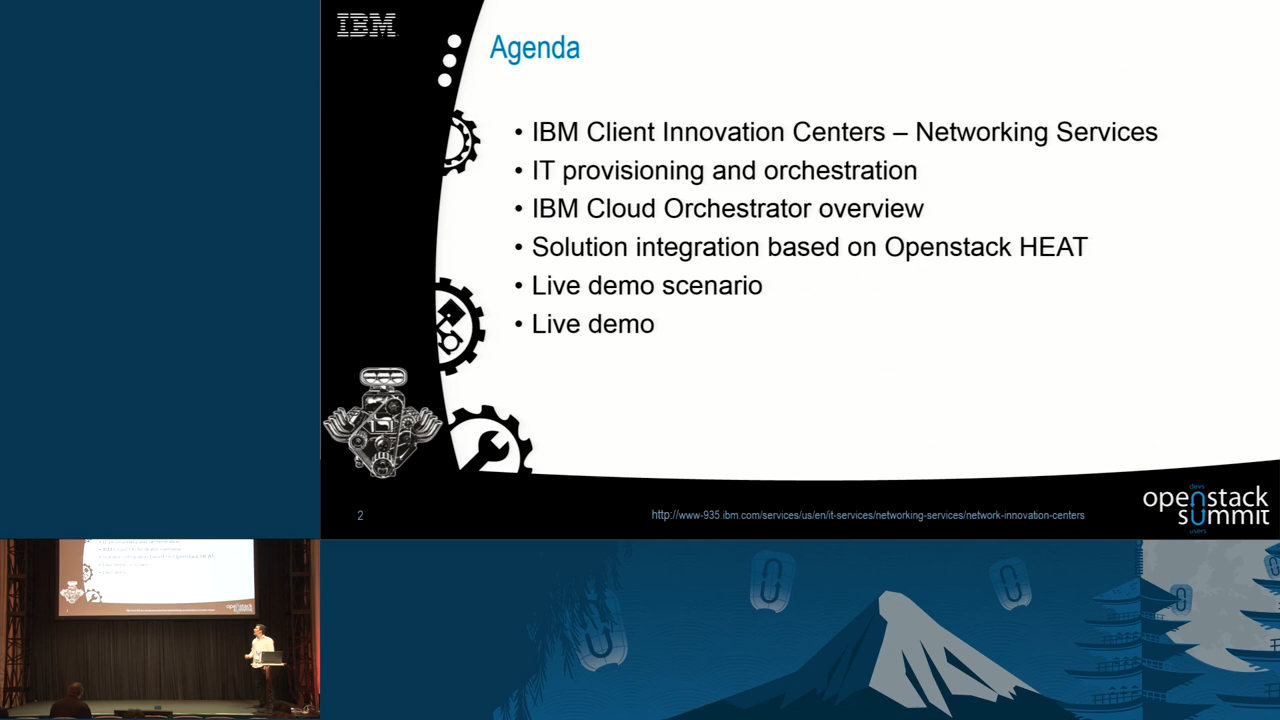 IBM
Agenda
• IBM Client Innovation Centers – Networking Services
• IT provisioning and orchestration
• IBM Cloud Orchestrator overview
• Solution integration based on Openstack HEAT
• Live demo scenario
• Live demo
2
http://www-935.ibm.com/services/us/en/it-services/networking-services/network-innovation-centers
devs
openstack
summit
users